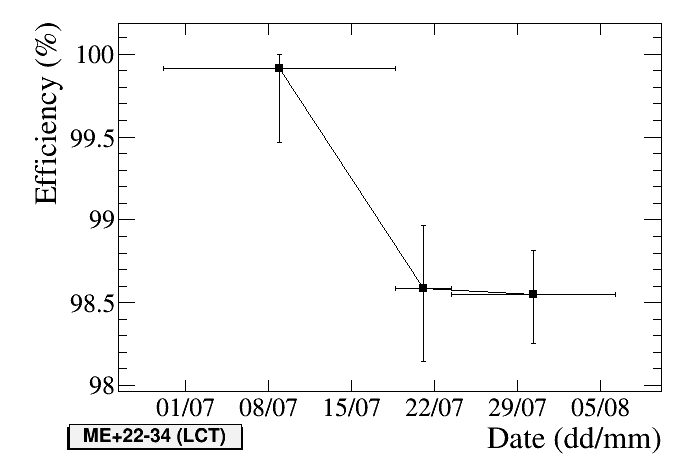 Efficiency (%)
100
99.5
99
98.5
98
01/07 08/07 15/07 22/07 29/07 05/08
ME+22-34 (LCT)
Date (dd/mm)